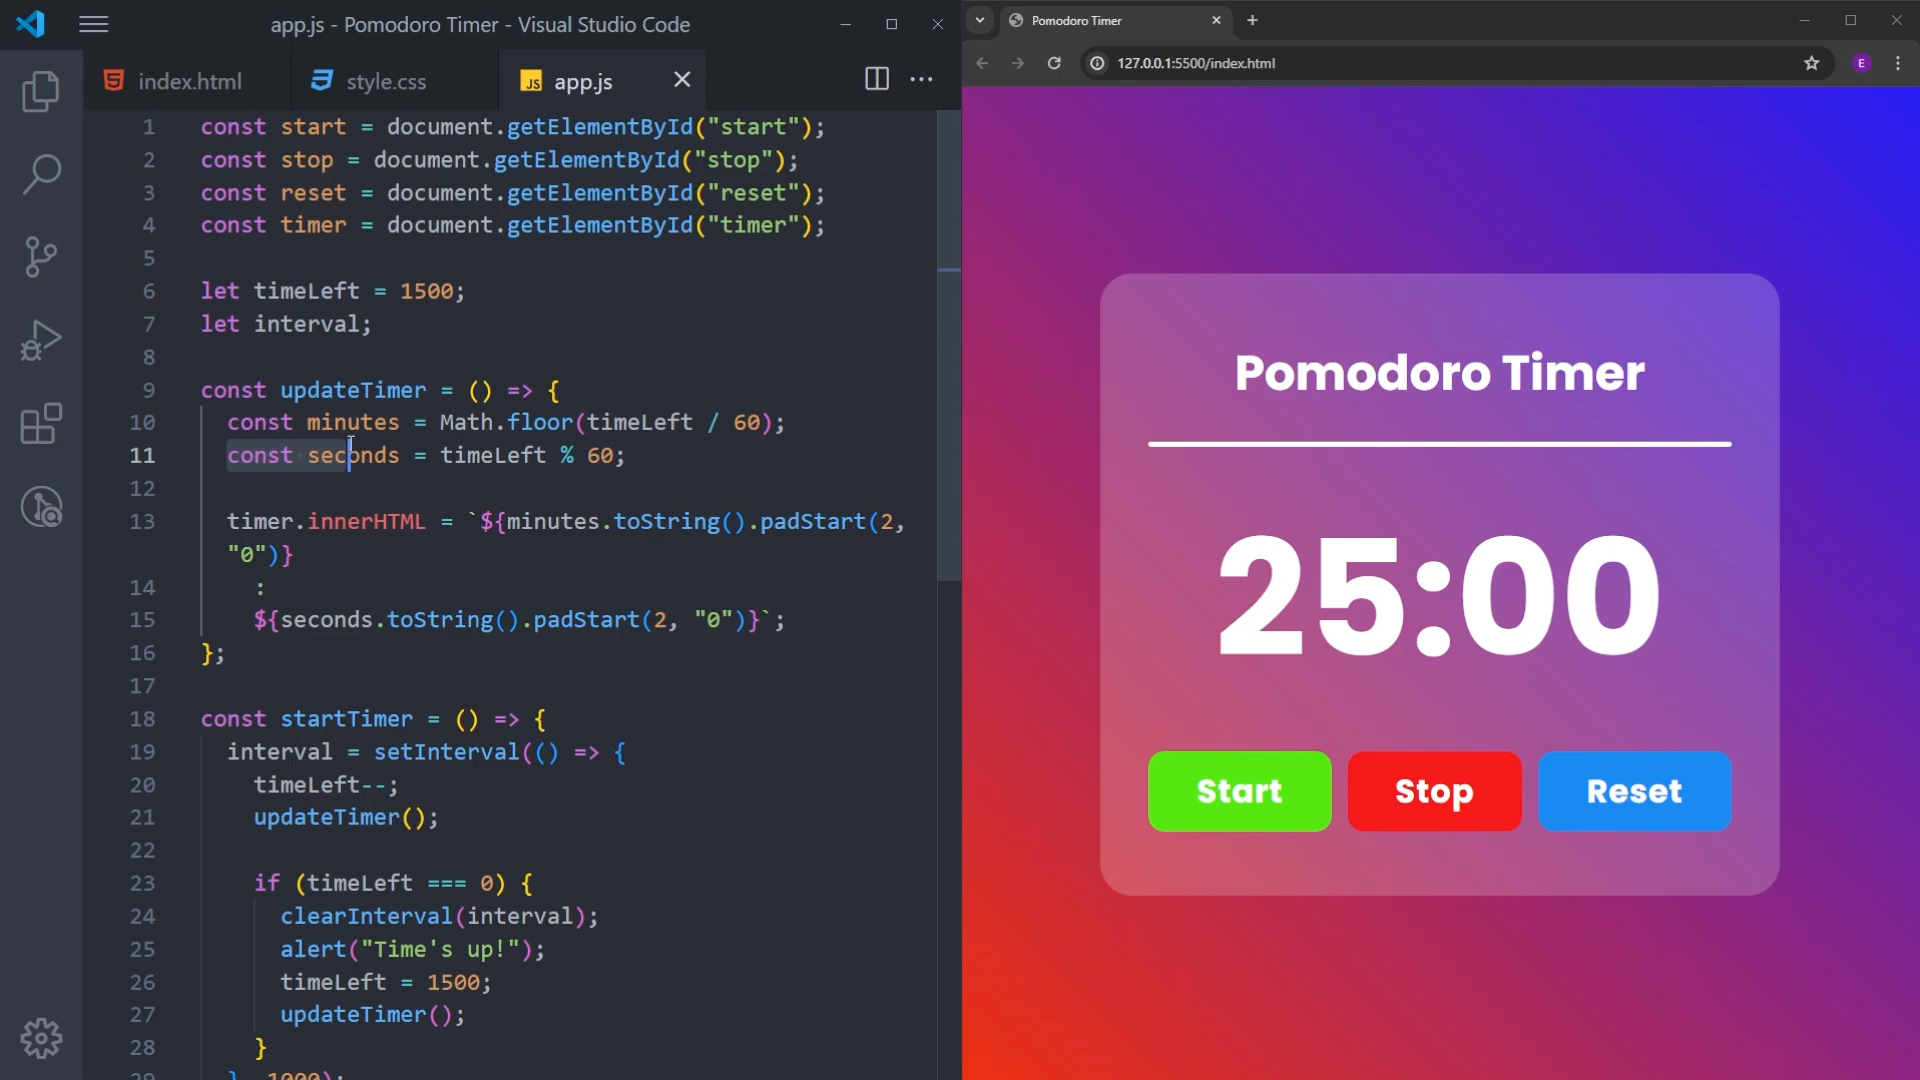 app.js - Pomodoro Timer - Visual Studio Code
index.html
style.css
JS app.js
1 const start = document.getElementById("start");
2 const stop = document.getElementById("stop");
3 const reset = document.getElementById("reset");
4 const timer = document.getElementById("timer");
5
6 let timeLeft = 1500;
7 let interval;
8
9 const updateTimer = () => {
10 const minutes = Math.floor(timeLeft / 60);
11 const seconds = timeLeft % 60;
12
13 timer.innerHTML = `${minutes.toString().padStart(2,
"0")}
14 :
15 ${seconds.toString().padStart(2, "0")}`;
16 };
17
18 const startTimer = () => {
19 interval = setInterval(() => {
20 timeLeft--;
21 updateTimer();
22
23 if (timeLeft === 0) {
24 clearInterval(interval);
25 alert("Time's up!");
26 timeLeft = 1500;
27 updateTimer();
28 }
29 }, 1000);
Pomodoro Timer
127.0.0.1:5500/index.html
E
Pomodoro Timer
25:00
Start
Stop
Reset